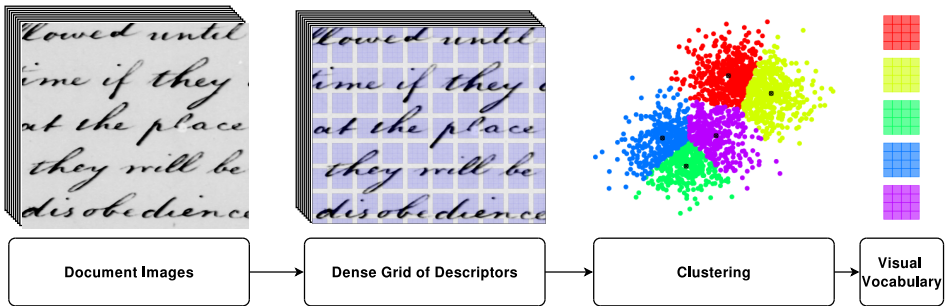 llowed until
time if they
at the place
they will be
disobedience
llowed until
time if they
at the place
they will be
disobedience
Document Images
Dense Grid of Descriptors
Clustering
Visual
Vocabulary